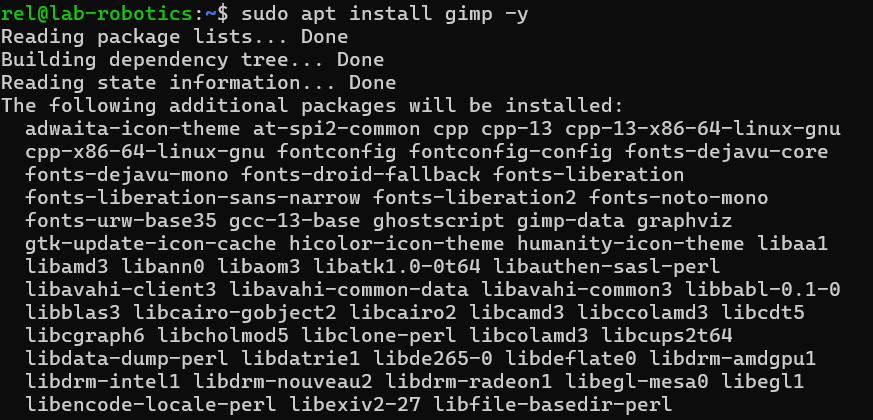 rel@lab-robotics:~$ sudo apt install gimp -y
Reading package lists... Done
Building dependency tree... Done
Reading state information... Done
The following additional packages will be installed:
  adwaita-icon-theme at-spi2-common cpp cpp-13 cpp-13-x86-64-linux-gnu
  cpp-x86-64-linux-gnu fontconfig fontconfig-config fonts-dejavu-core
  fonts-dejavu-mono fonts-droid-fallback fonts-liberation
  fonts-liberation-sans-narrow fonts-liberation2 fonts-noto-mono
  fonts-urw-base35 gcc-13-base ghostscript gimp-data graphviz
  gtk-update-icon-cache hicolor-icon-theme humanity-icon-theme libaa1
  libamd3 libann0 libaom3 libatk1.0-0t64 libauthen-sasl-perl
  libavahi-client3 libavahi-common-data libavahi-common3 libbabl-0.1-0
  libblas3 libcairo-gobject2 libcairo2 libcamd3 libccolamd3 libcdt5
  libcgraph6 libcholmod5 libclone-perl libcolamd3 libcups2t64
  libdata-dump-perl libdatrie1 libde265-0 libdeflate0 libdrm-amdgpu1
  libdrm-intel1 libdrm-nouveau2 libdrm-radeon1 libegl-mesa0 libegl1
  libencode-locale-perl libexiv2-27 libfile-basedir-perl